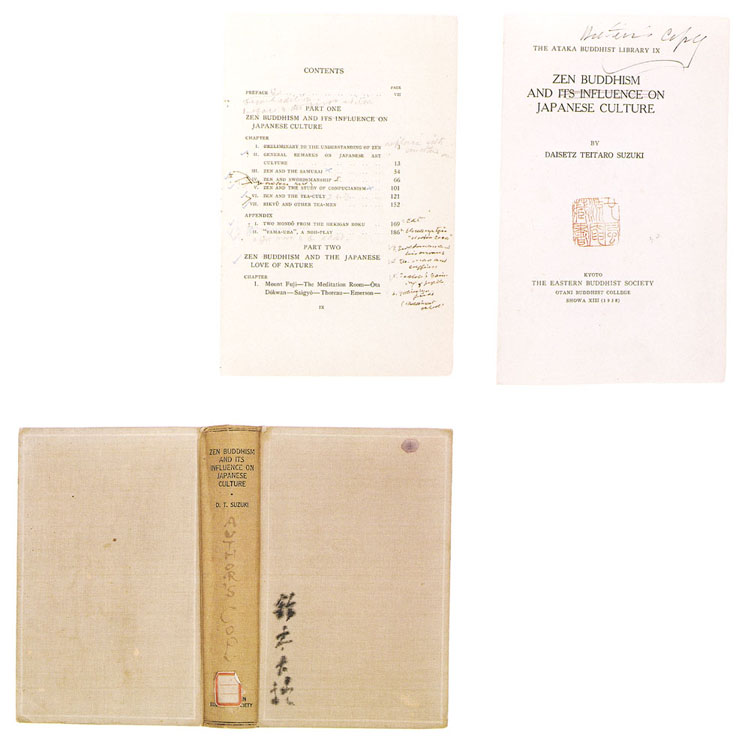 CONTENTS
PAGE
PREFACE VII
PART ONE
ZEN BUDDHISM AND ITS INFLUENCE ON
JAPANESE CULTURE
CHAPTER
I. PRELIMINARY TO THE UNDERSTANDING OF ZEN 3
II. GENERAL REMARKS ON JAPANESE ART
CULTURE 13
III. ZEN AND THE SAMURAI 34
IV. ZEN AND SWORDSMANSHIP 66
V. ZEN AND THE STUDY OF CONFUCIANISM 101
VI. ZEN AND THE TEA-CULT 121
VII. RIKYŪ AND OTHER TEA-MEN 152
APPENDIX
I. TWO MONDŌ FROM THE HEKIGAN ROKU 169
II. "YAMA-UBA", A NOH-PLAY 186
PART TWO
ZEN BUDDHISM AND THE JAPANESE
LOVE OF NATURE
CHAPTER
I. Mount Fuji—The Meditation Room—Ōta
Dōkwan—Saigyō—Thoreau—Emerson—
IX
Author's Copy
THE ATAKA BUDDHIST LIBRARY IX
ZEN BUDDHISM
AND ITS INFLUENCE ON
JAPANESE CULTURE
BY
DAISETZ TEITARO SUZUKI
KYOTO
THE EASTERN BUDDHIST SOCIETY
OTANI BUDDHIST COLLEGE
SHOWA XIII (1938)
ZEN BUDDHISM
AND ITS
INFLUENCE ON
JAPANESE
CULTURE
D. T. SUZUKI
AUTHOR'S COPY
SOCIETY
鈴木大拙